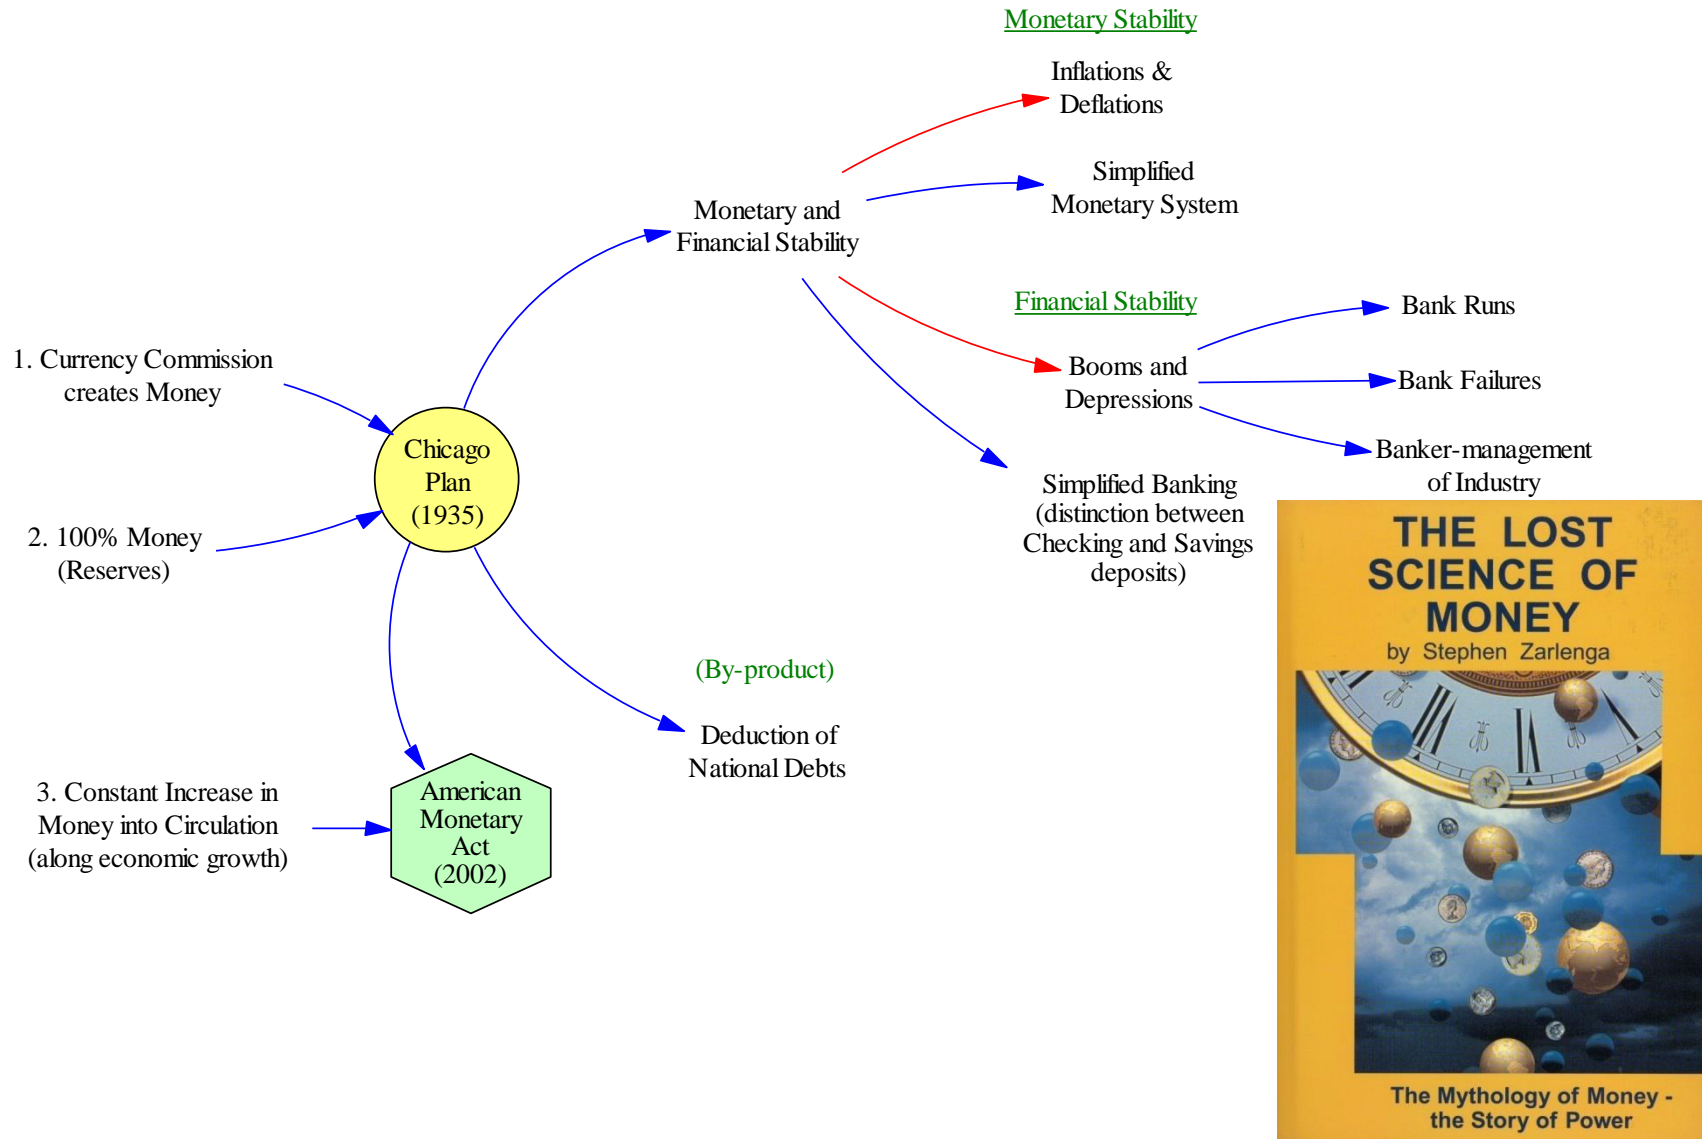 Monetary Stability
Inflations &
Deflations
Simplified
Monetary System
Monetary and
Financial Stability
Financial Stability
Bank Runs
Booms and
Depressions
Bank Failures
Banker-management
of Industry
Simplified Banking
(distinction between
Checking and Savings
deposits)
1. Currency Commission
creates Money
Chicago
Plan
(1935)
2. 100% Money
(Reserves)
(By-product)
Deduction of
National Debts
3. Constant Increase in
Money into Circulation
(along economic growth)
American
Monetary
Act
(2002)
THE LOST
SCIENCE OF
MONEY
by Stephen Zarlenga
The Mythology of Money -
the Story of Power